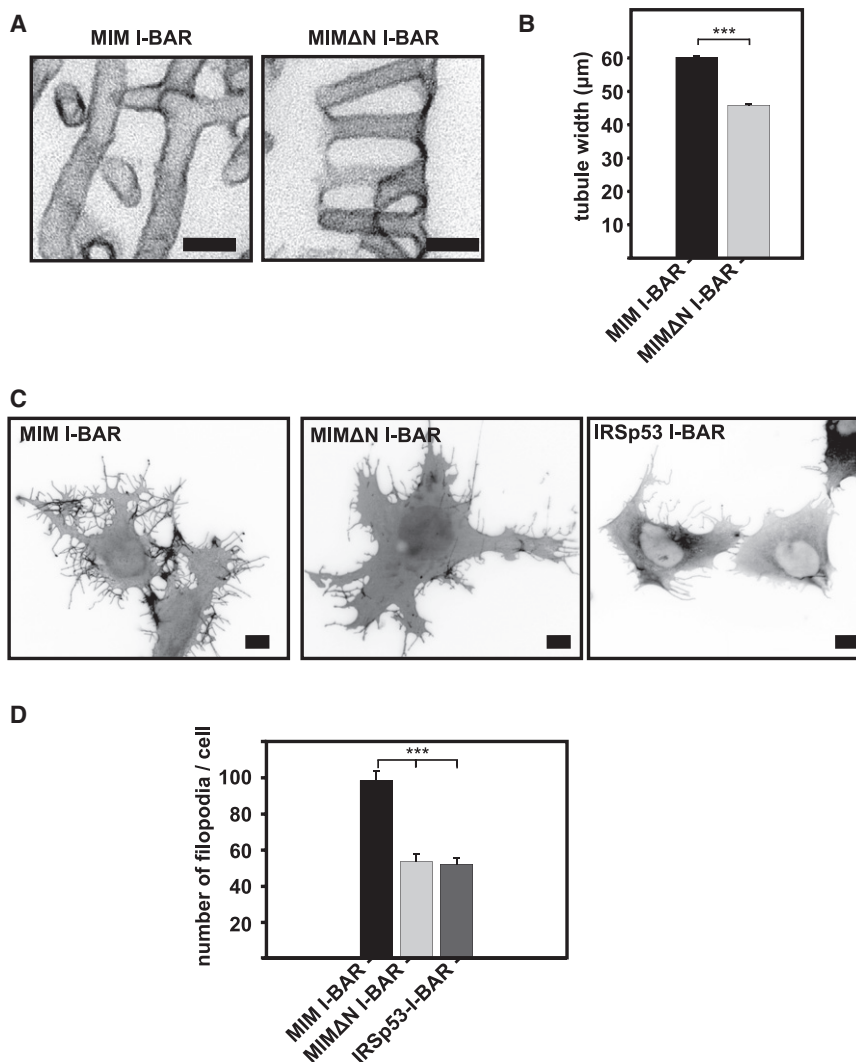 A
MIM I-BAR
MIMΔN I-BAR
B
***
tubule width (µm)
60
50
40
30
20
10
MIM I-BAR
MIMΔN I-BAR
C
MIM I-BAR
MIMΔN I-BAR
IRSp53 I-BAR
D
***
number of filopodia / cell
100
80
60
40
20
MIM I-BAR
MIMΔN I-BAR
IRSp53-I-BAR